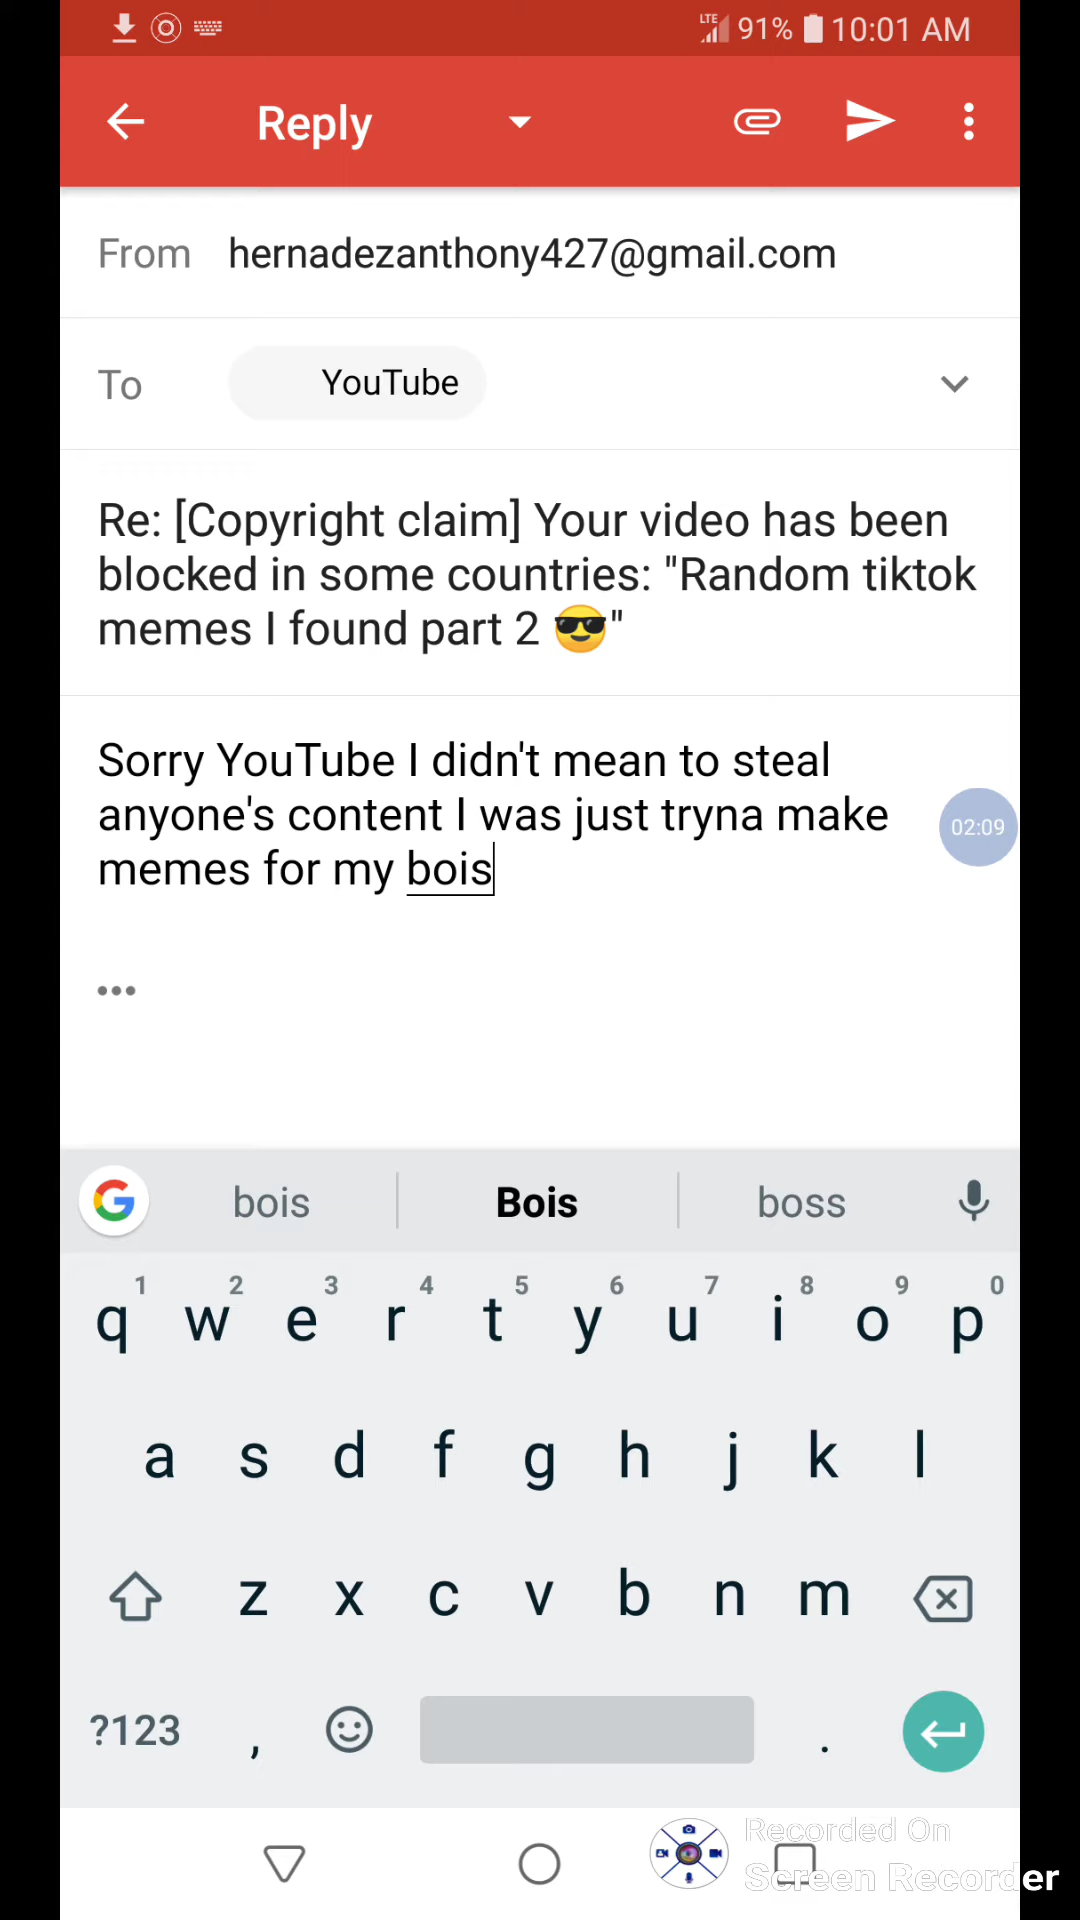 LTE 91% 10:01 AM
Reply
From hernadezanthony427@gmail.com
To YouTube
Re: [Copyright claim] Your video has been
blocked in some countries: "Random tiktok
memes I found part 2 😎"
Sorry YouTube I didn't mean to steal
anyone's content I was just tryna make
memes for my bois
02:09
•••
G bois Bois boss
1 2 3 4 5 6 7 8 9 0
q w e r t y u i o p
a s d f g h j k l
z x c v b n m
?123 , .
Recorded On
Screen Recorder